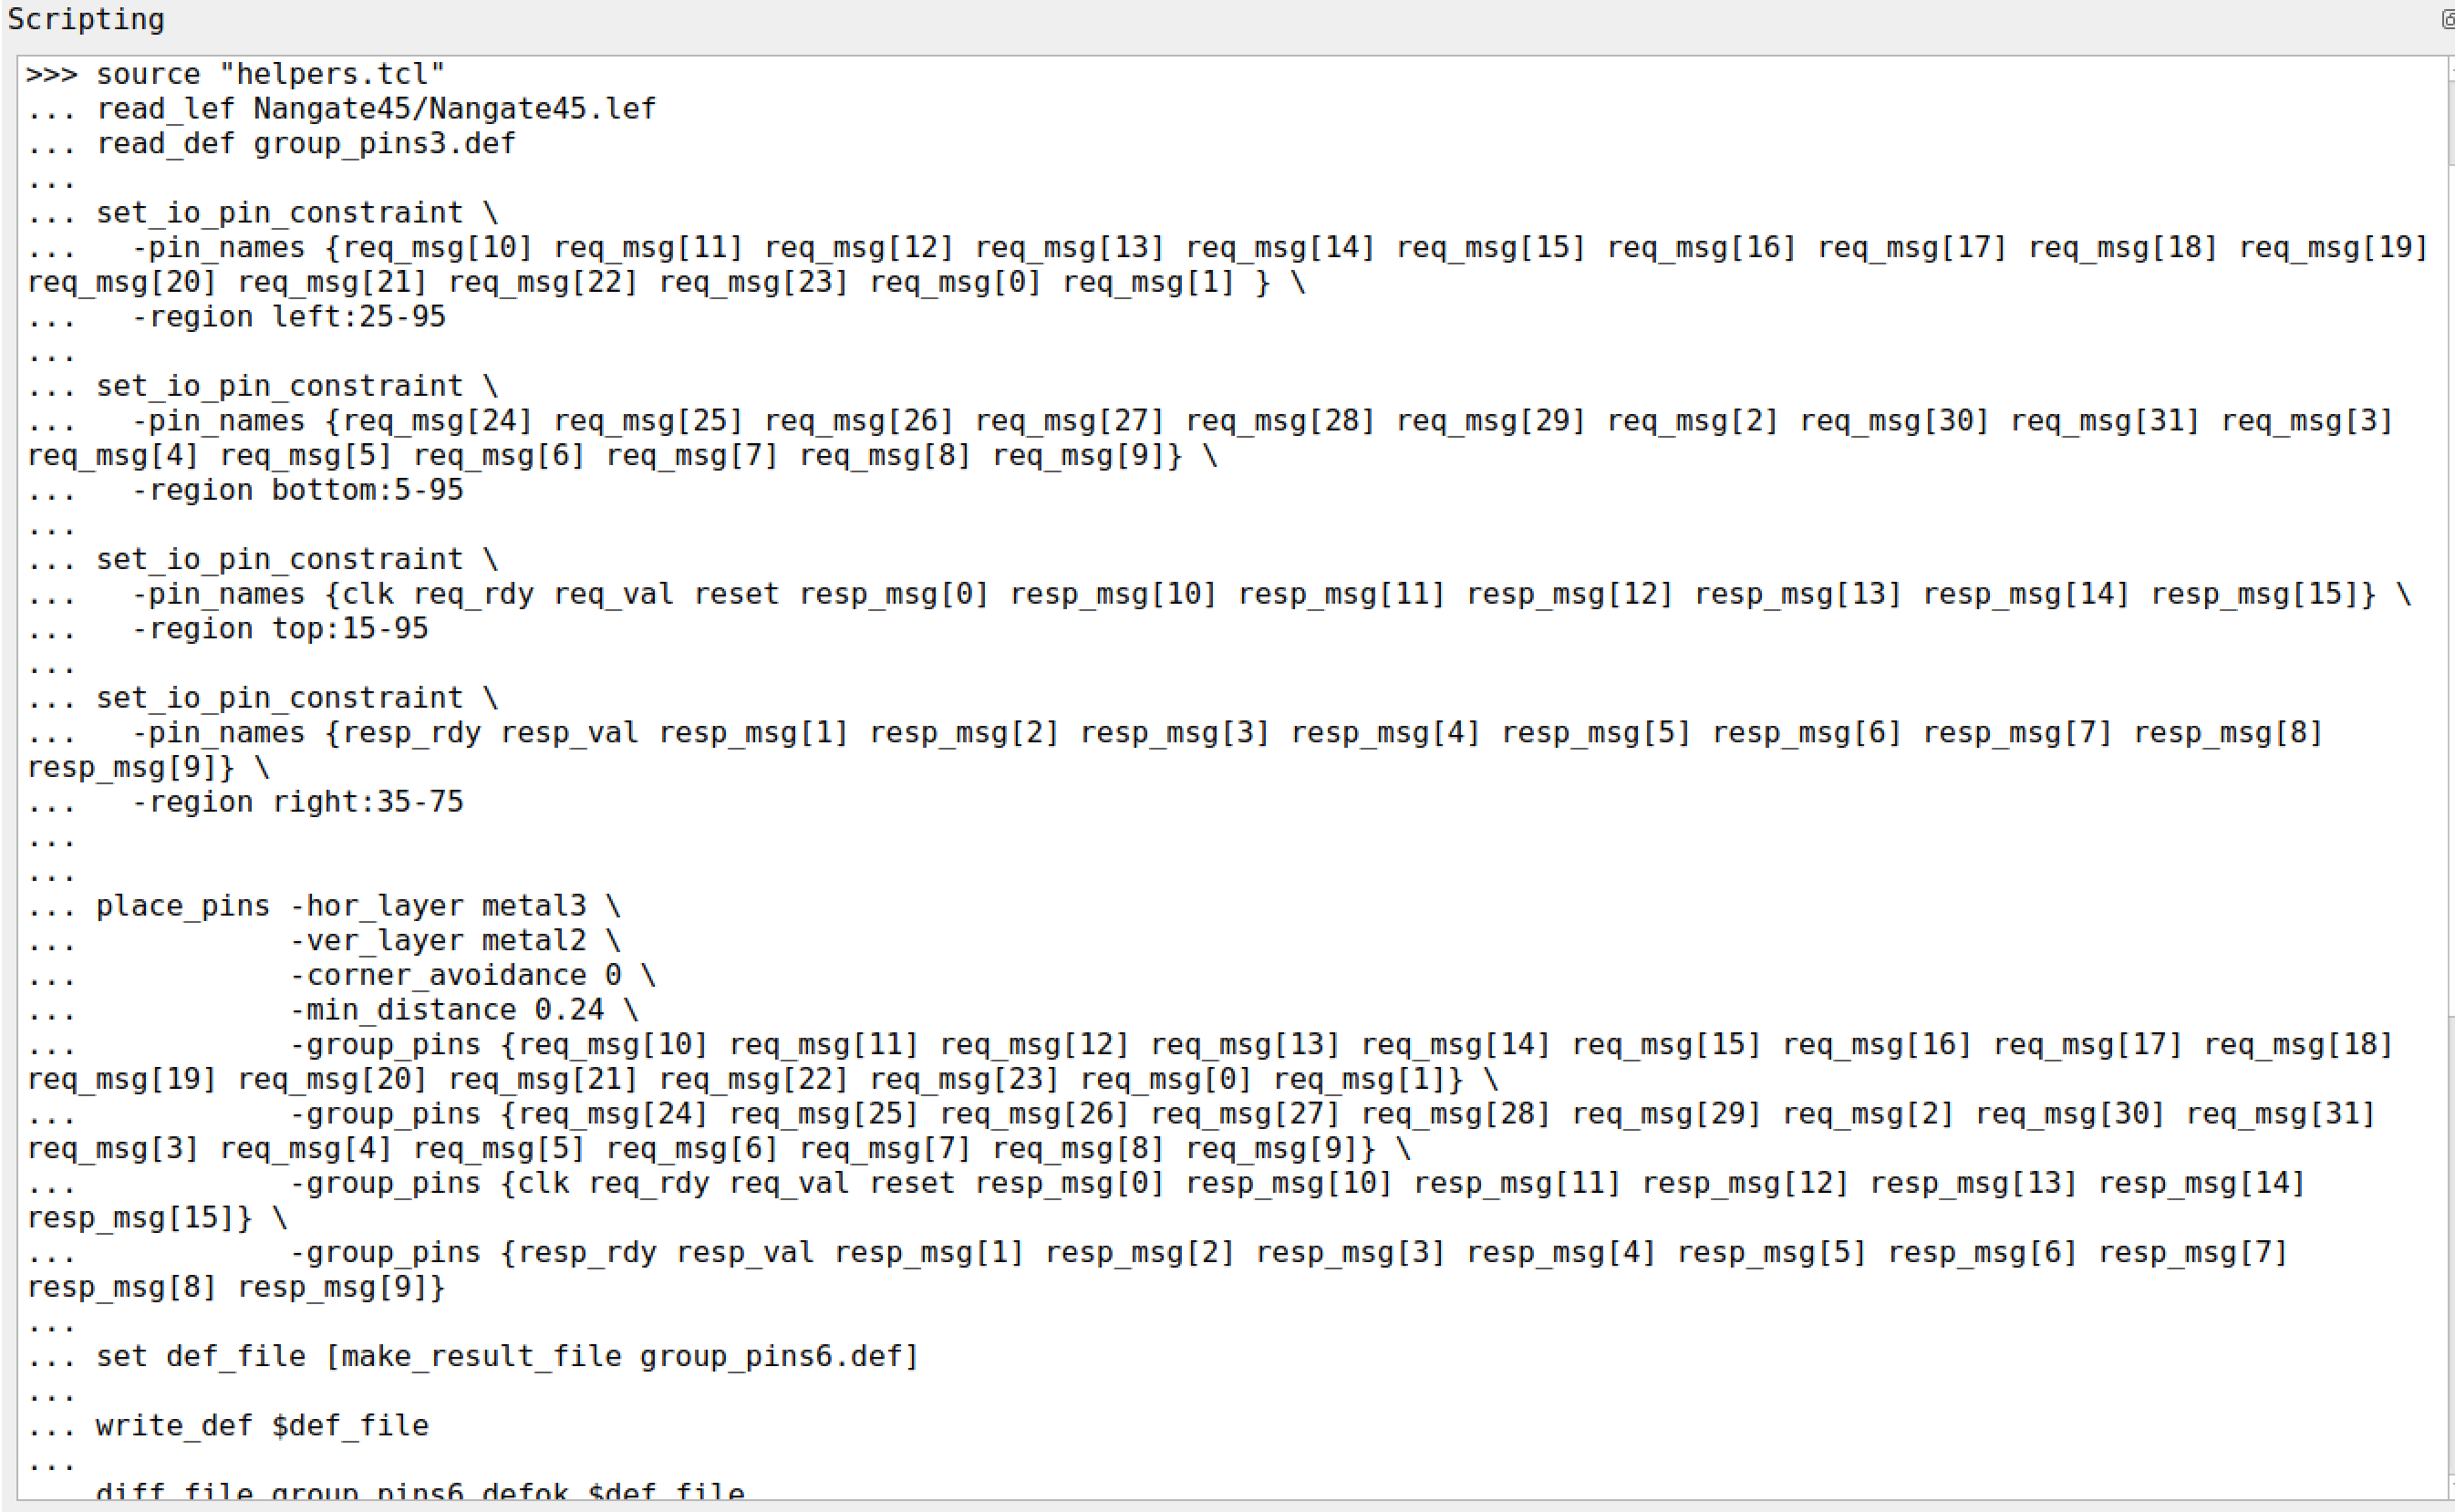 Scripting
>>> source "helpers.tcl"
... read_lef Nangate45/Nangate45.lef
... read_def group_pins3.def
...
... set_io_pin_constraint \
...   -pin_names {req_msg[10] req_msg[11] req_msg[12] req_msg[13] req_msg[14] req_msg[15] req_msg[16] req_msg[17] req_msg[18] req_msg[19]
req_msg[20] req_msg[21] req_msg[22] req_msg[23] req_msg[0] req_msg[1] } \
...   -region left:25-95
...
... set_io_pin_constraint \
...   -pin_names {req_msg[24] req_msg[25] req_msg[26] req_msg[27] req_msg[28] req_msg[29] req_msg[2] req_msg[30] req_msg[31] req_msg[3]
req_msg[4] req_msg[5] req_msg[6] req_msg[7] req_msg[8] req_msg[9]} \
...   -region bottom:5-95
...
... set_io_pin_constraint \
...   -pin_names {clk req_rdy req_val reset resp_msg[0] resp_msg[10] resp_msg[11] resp_msg[12] resp_msg[13] resp_msg[14] resp_msg[15]} \
...   -region top:15-95
...
... set_io_pin_constraint \
...   -pin_names {resp_rdy resp_val resp_msg[1] resp_msg[2] resp_msg[3] resp_msg[4] resp_msg[5] resp_msg[6] resp_msg[7] resp_msg[8]
resp_msg[9]} \
...   -region right:35-75
...
...
... place_pins -hor_layer metal3 \
...            -ver_layer metal2 \
...            -corner_avoidance 0 \
...            -min_distance 0.24 \
...            -group_pins {req_msg[10] req_msg[11] req_msg[12] req_msg[13] req_msg[14] req_msg[15] req_msg[16] req_msg[17] req_msg[18]
req_msg[19] req_msg[20] req_msg[21] req_msg[22] req_msg[23] req_msg[0] req_msg[1]} \
...            -group_pins {req_msg[24] req_msg[25] req_msg[26] req_msg[27] req_msg[28] req_msg[29] req_msg[2] req_msg[30] req_msg[31]
req_msg[3] req_msg[4] req_msg[5] req_msg[6] req_msg[7] req_msg[8] req_msg[9]} \
...            -group_pins {clk req_rdy req_val reset resp_msg[0] resp_msg[10] resp_msg[11] resp_msg[12] resp_msg[13] resp_msg[14]
resp_msg[15]} \
...            -group_pins {resp_rdy resp_val resp_msg[1] resp_msg[2] resp_msg[3] resp_msg[4] resp_msg[5] resp_msg[6] resp_msg[7]
resp_msg[8] resp_msg[9]}
...
... set def_file [make_result_file group_pins6.def]
...
... write_def $def_file
...
diff_file group_pins6.defok $def_file